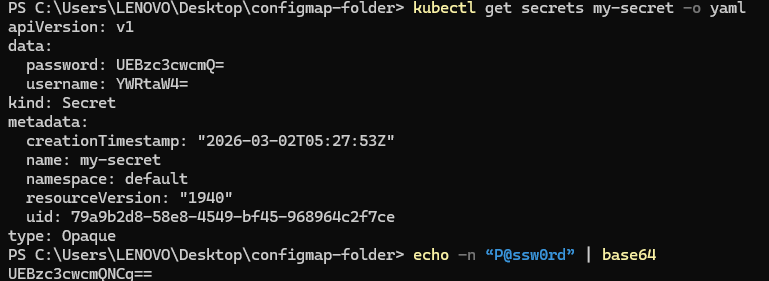 PS C:\Users\LENOVO\Desktop\configmap-folder> kubectl get secrets my-secret -o yaml
apiVersion: v1
data:
  password: UEBzc3cwcmQ=
  username: YWRtaW4=
kind: Secret
metadata:
  creationTimestamp: "2026-03-02T05:27:53Z"
  name: my-secret
  namespace: default
  resourceVersion: "1940"
  uid: 79a9b2d8-58e8-4549-bf45-968964c2f7ce
type: Opaque
PS C:\Users\LENOVO\Desktop\configmap-folder> echo -n “P@ssw0rd” | base64
UEBzc3cwcmQNCg==